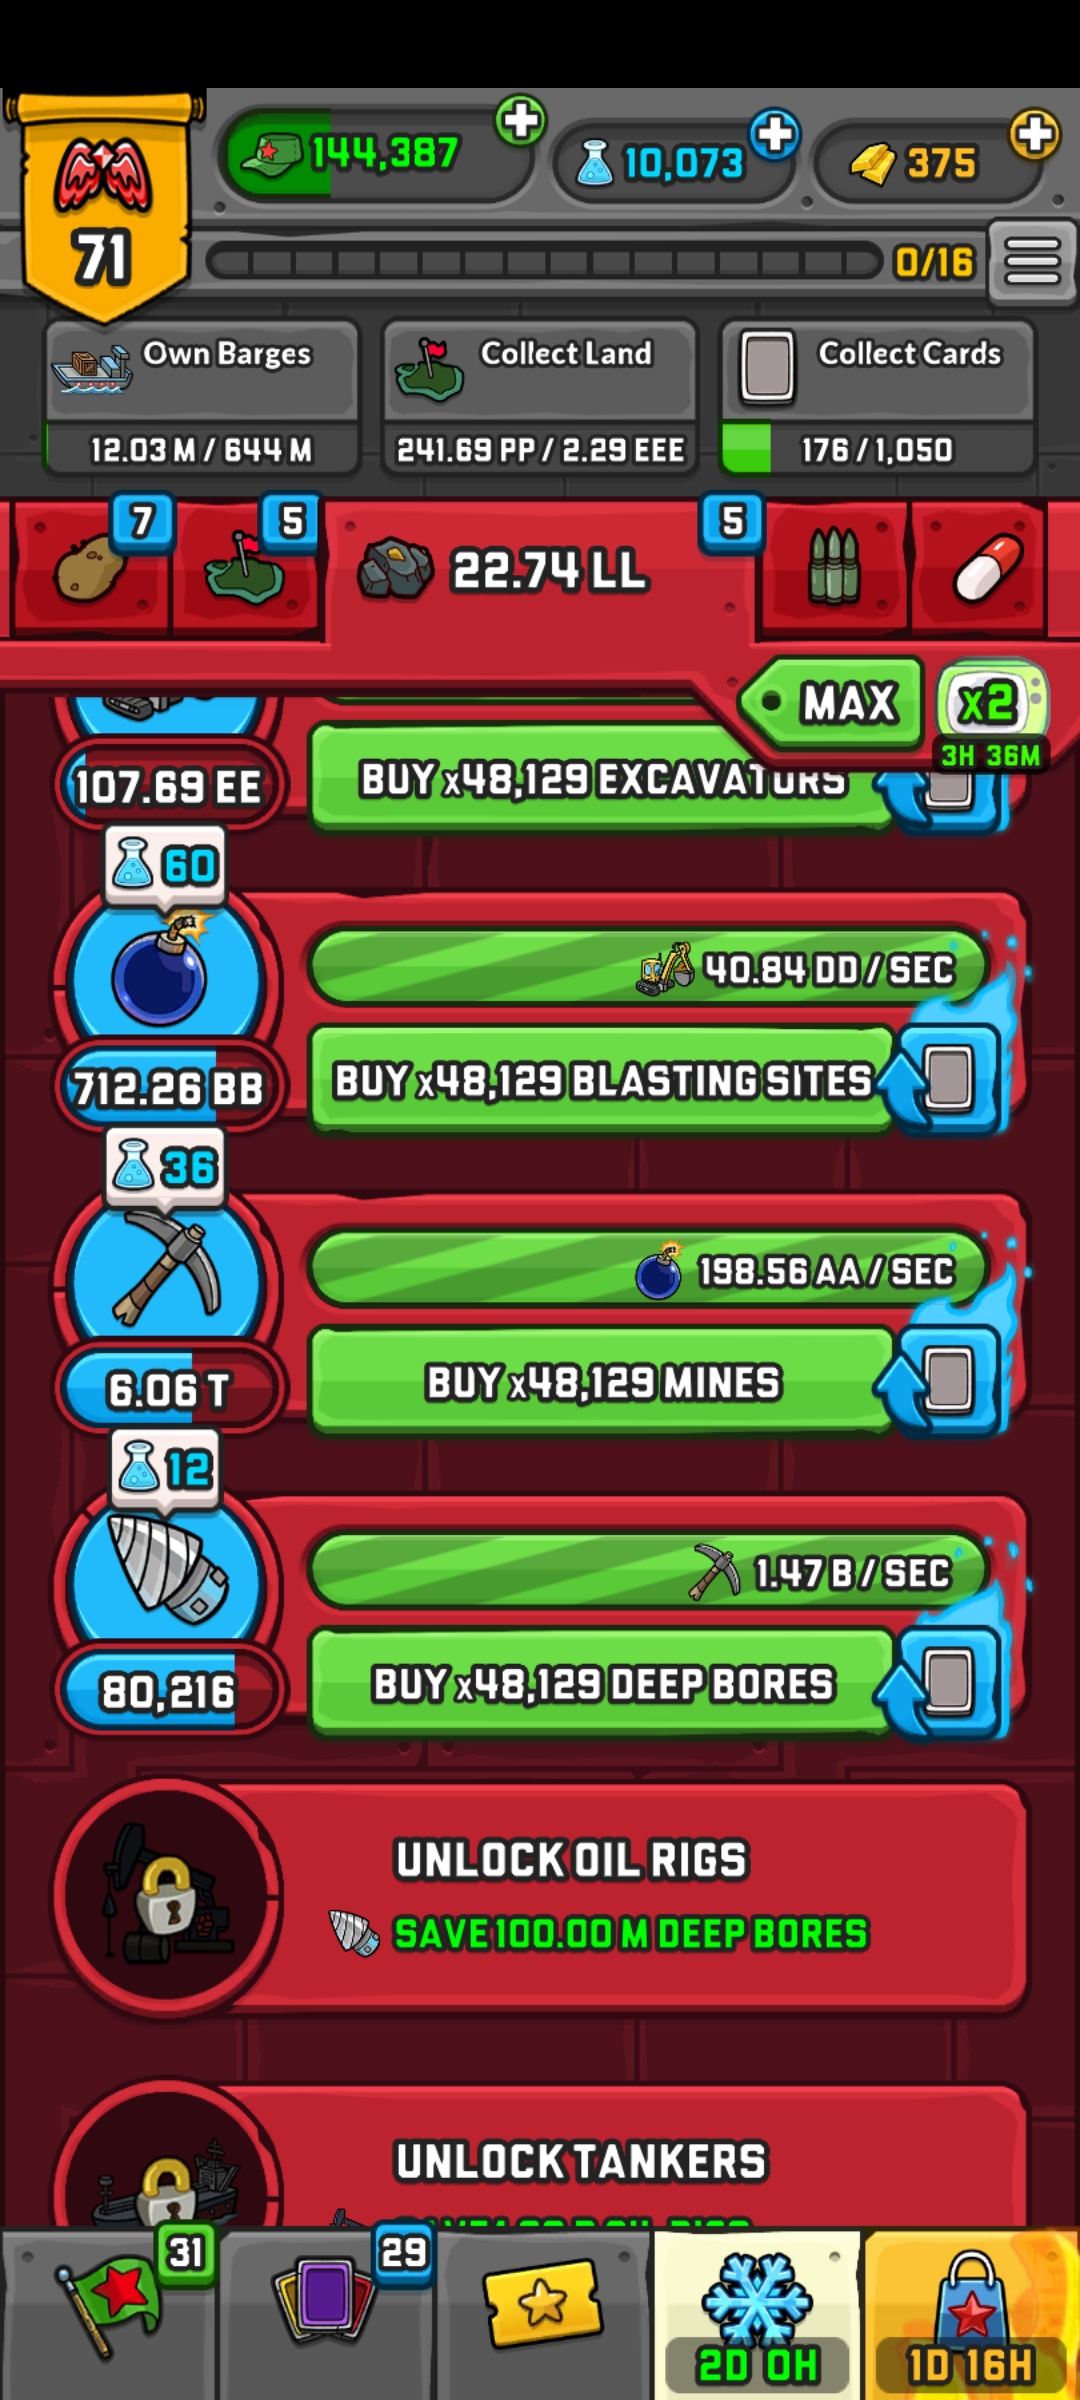 144,387
10,073
375
71
0/16
Own Barges
Collect Land
Collect Cards
12.03 M / 644 M
241.69 PP / 2.29 EEE
176 / 1,050
7
5
22.74 LL
5
MAX
x2
3H 36M
107.69 EE
BUY x48,129 EXCAVATORS
60
40.84 DD / SEC
712.26 BB
BUY x48,129 BLASTING SITES
36
198.56 AA / SEC
6.06 T
BUY x48,129 MINES
12
1.47 B / SEC
80,216
BUY x48,129 DEEP BORES
UNLOCK OIL RIGS
SAVE 100.00 M DEEP BORES
UNLOCK TANKERS
31
29
2D 0H
1D 16H